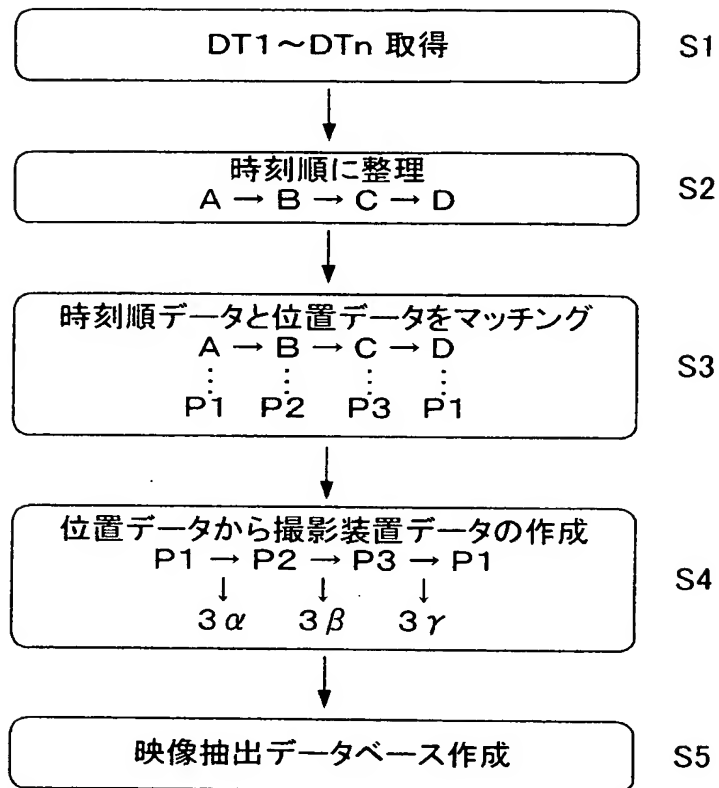 DT1～DTn 取得 S1
時刻順に整理
A → B → C → D
S2
時刻順データと位置データをマッチング
A → B → C → D
P1 P2 P3 P1
S3
位置データから撮影装置データの作成
P1 → P2 → P3 → P1
3α 3β 3γ
S4
映像抽出データベース作成 S5